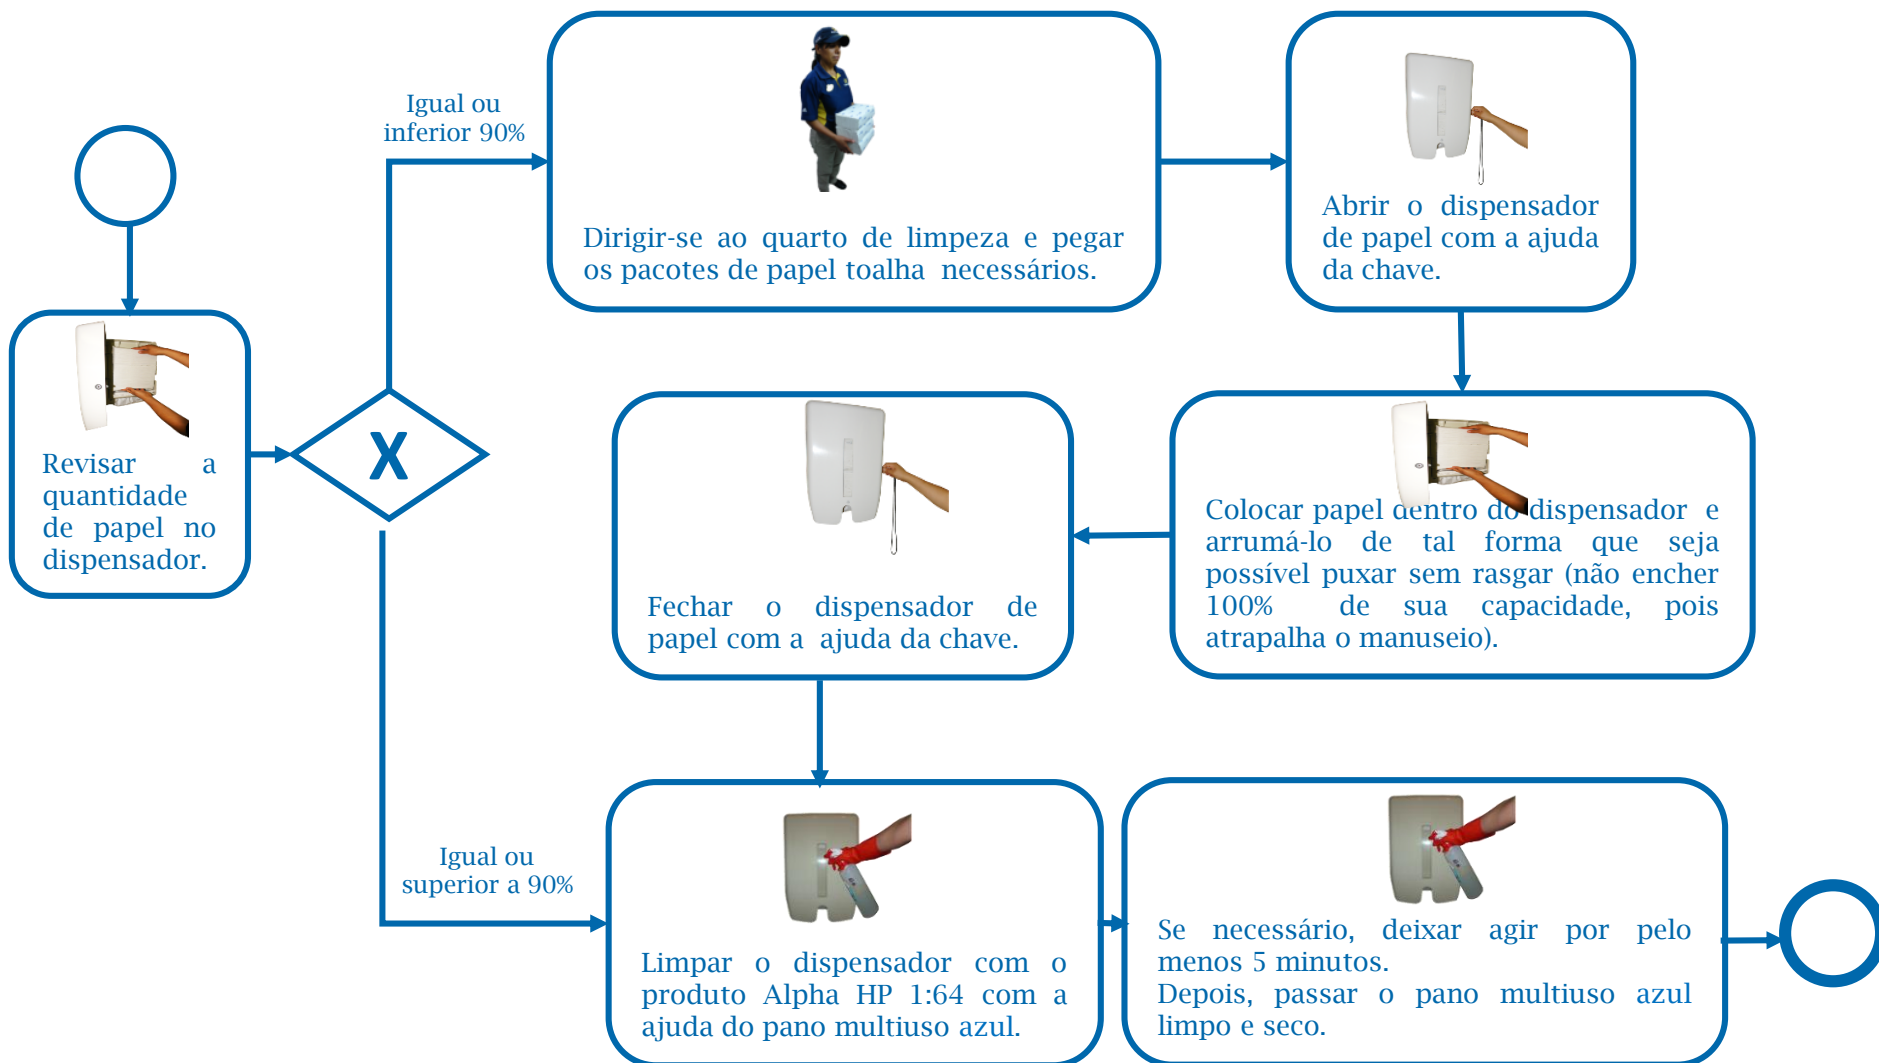 Igual ou
inferior 90%
Dirigir-se ao quarto de limpeza e pegar
os pacotes de papel toalha necessários.
Abrir o dispensador
de papel com a ajuda
da chave.
Revisar a
quantidade
de papel no
dispensador.
X
Fechar o dispensador de
papel com a ajuda da chave.
Colocar papel dentro do dispensador e
arrumá-lo de tal forma que seja
possível puxar sem rasgar (não encher
100% de sua capacidade, pois
atrapalha o manuseio).
Igual ou
superior a 90%
Limpar o dispensador com o
produto Alpha HP 1:64 com a
ajuda do pano multiuso azul.
Se necessário, deixar agir por pelo
menos 5 minutos.
Depois, passar o pano multiuso azul
limpo e seco.